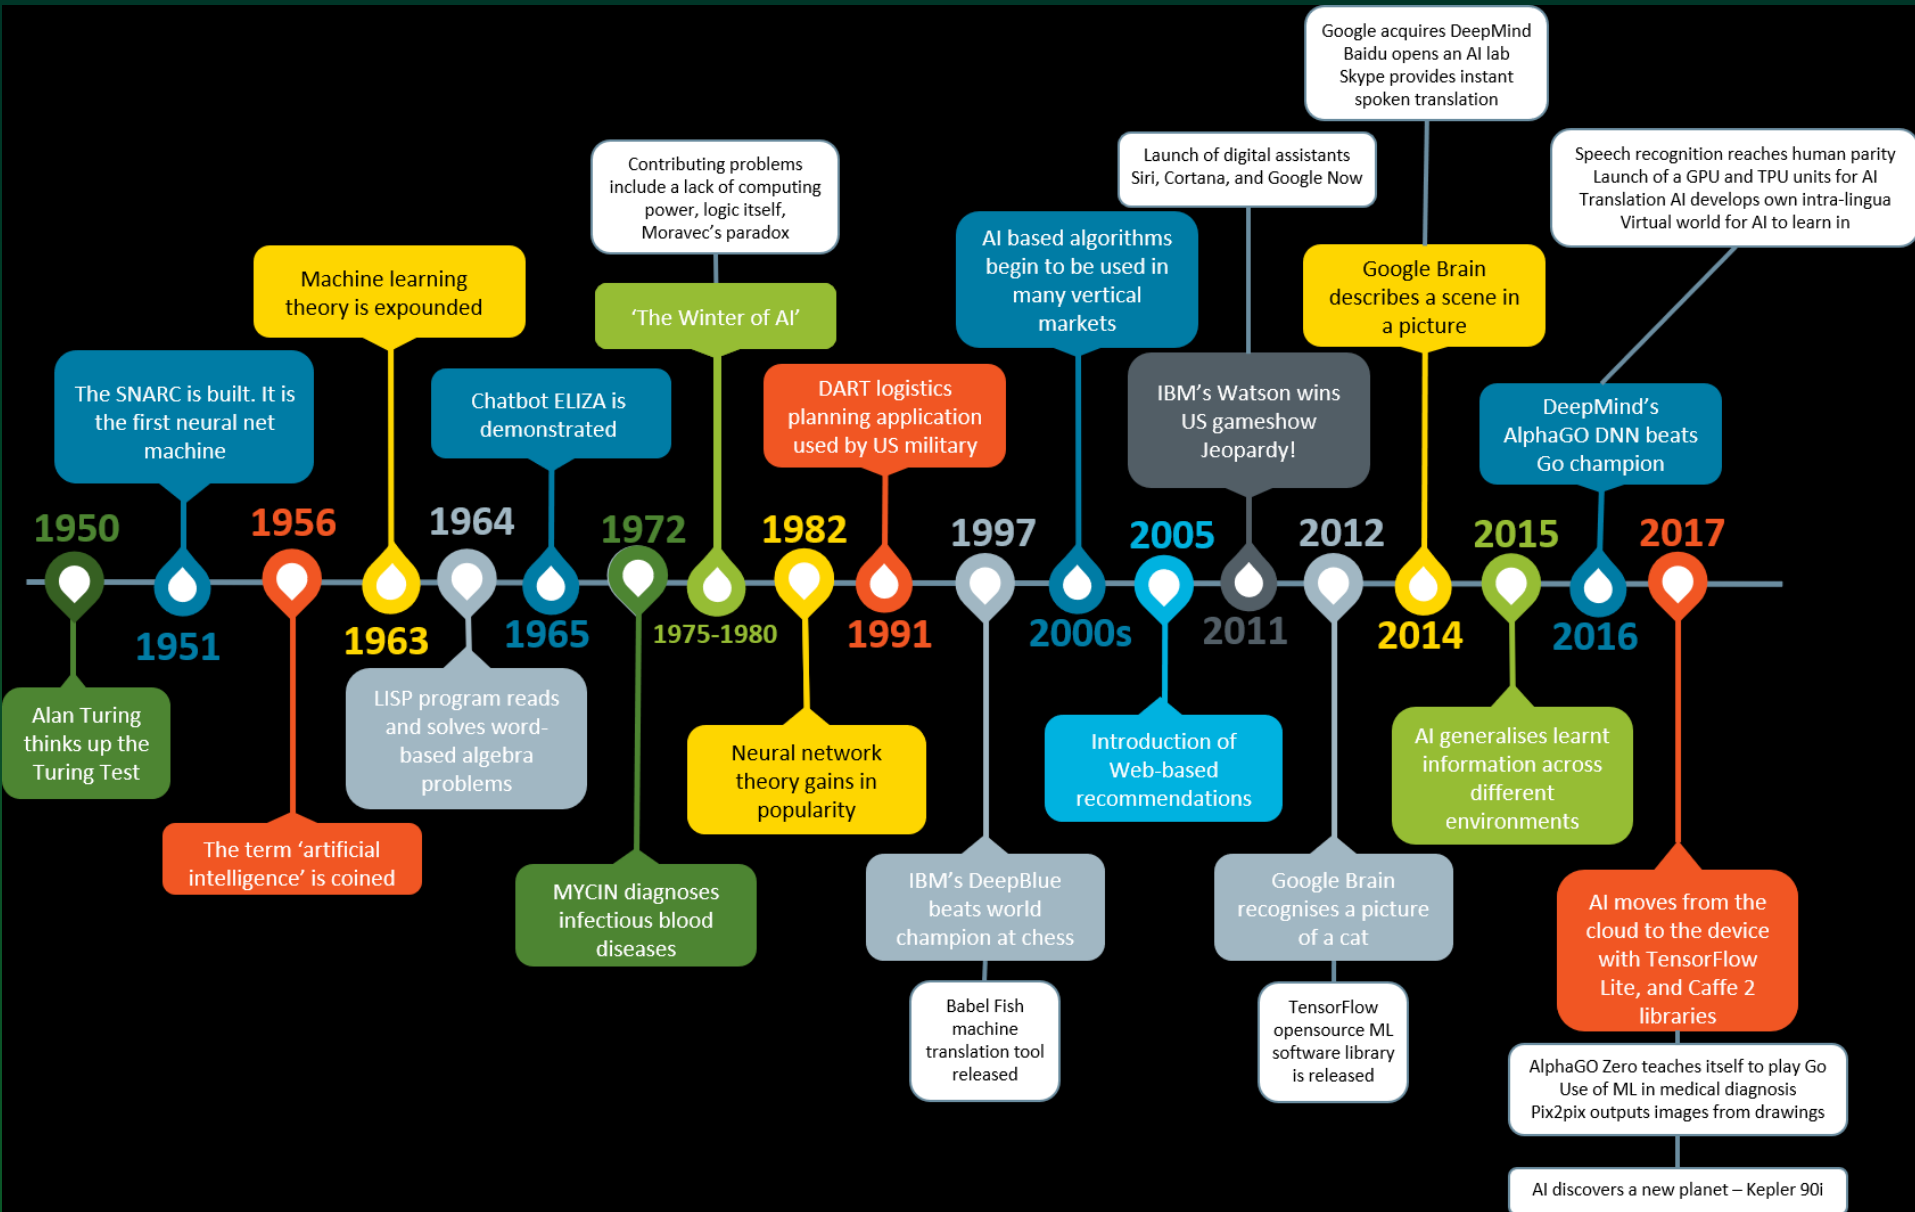 1950
Alan Turing
thinks up the
Turing Test
The SNARC is built. It is
the first neural net
machine
1951
1956
The term ‘artificial
intelligence’ is coined
Machine learning
theory is expounded
1963
1964
LISP program reads
and solves word-
based algebra
problems
Chatbot ELIZA is
demonstrated
1965
1972
MYCIN diagnoses
infectious blood
diseases
Contributing problems
include a lack of computing
power, logic itself,
Moravec’s paradox
‘The Winter of AI’
1975-1980
1982
Neural network
theory gains in
popularity
DART logistics
planning application
used by US military
1991
1997
IBM’s DeepBlue
beats world
champion at chess
Babel Fish
machine
translation tool
released
AI based algorithms
begin to be used in
many vertical
markets
2000s
2005
Introduction of
Web-based
recommendations
Launch of digital assistants
Siri, Cortana, and Google Now
IBM’s Watson wins
US gameshow
Jeopardy!
2011
2012
Google Brain
recognises a picture
of a cat
TensorFlow
opensource ML
software library
is released
Google acquires DeepMind
Baidu opens an AI lab
Skype provides instant
spoken translation
Google Brain
describes a scene in
a picture
2014
2015
AI generalises learnt
information across
different
environments
Speech recognition reaches human parity
Launch of a GPU and TPU units for AI
Translation AI develops own intra-lingua
Virtual world for AI to learn in
DeepMind’s
AlphaGO DNN beats
Go champion
2016
2017
AI moves from the
cloud to the device
with TensorFlow
Lite, and Caffe 2
libraries
AlphaGO Zero teaches itself to play Go
Use of ML in medical diagnosis
Pix2pix outputs images from drawings
AI discovers a new planet – Kepler 90i